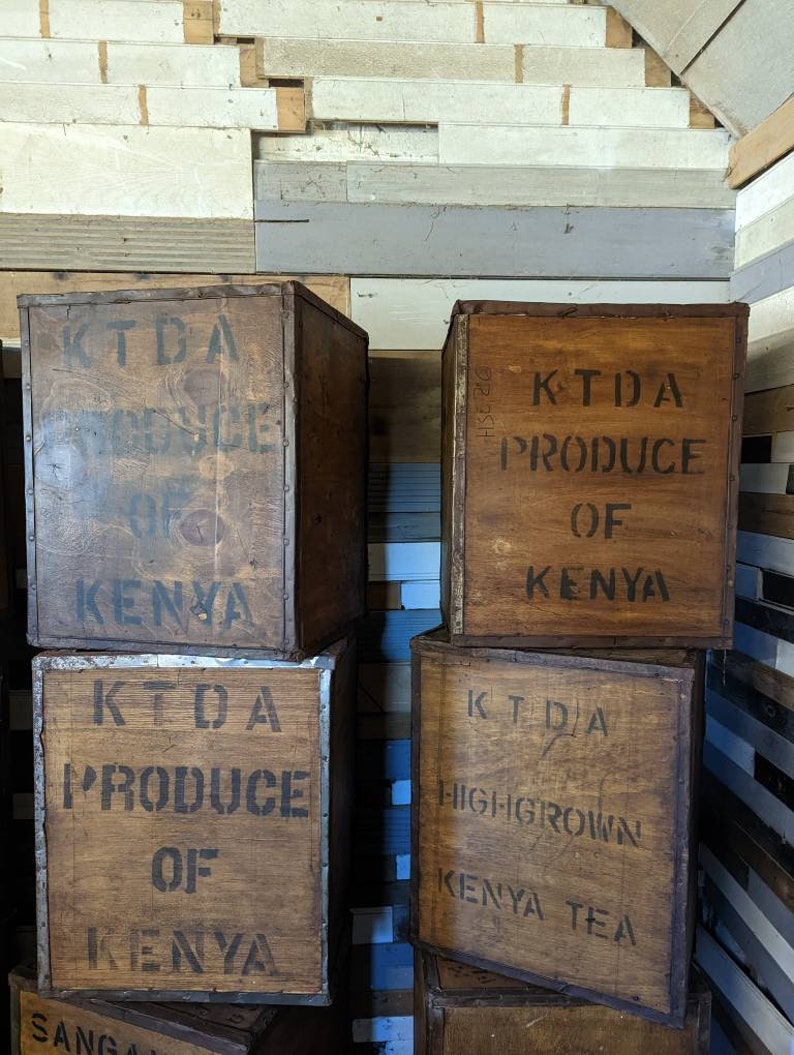 KTDA
PRODUCE
OF
KENYA
KTDA
PRODUCE
OF
KENYA
KTDA
PRODUCE
OF
KENYA
KTDA
HIGHGROWN
KENYA TEA